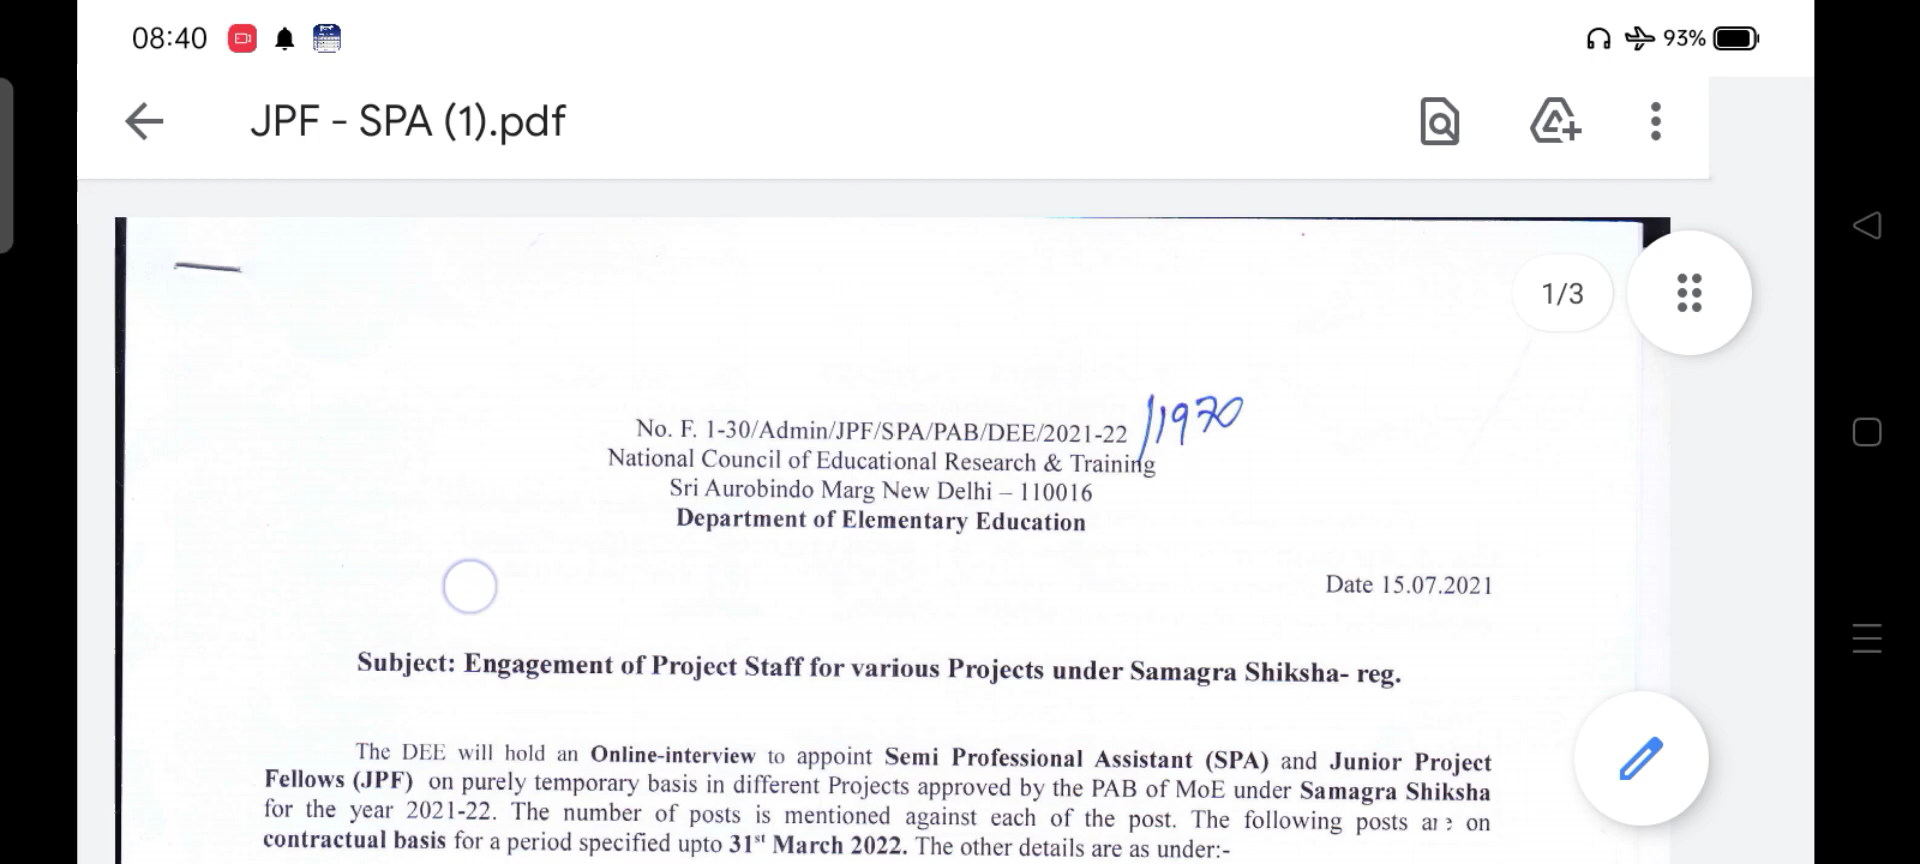 08:40
93%
JPF - SPA (1).pdf
1/3
No. F. 1-30/Admin/JPF/SPA/PAB/DEE/2021-22 /1970
National Council of Educational Research & Training
Sri Aurobindo Marg New Delhi – 110016
Department of Elementary Education
Date 15.07.2021
Subject: Engagement of Project Staff for various Projects under Samagra Shiksha- reg.
The DEE will hold an Online-interview to appoint Semi Professional Assistant (SPA) and Junior Project
Fellows (JPF) on purely temporary basis in different Projects approved by the PAB of MoE under Samagra Shiksha
for the year 2021-22. The number of posts is mentioned against each of the post. The following posts are on
contractual basis for a period specified upto 31st March 2022. The other details are as under:-